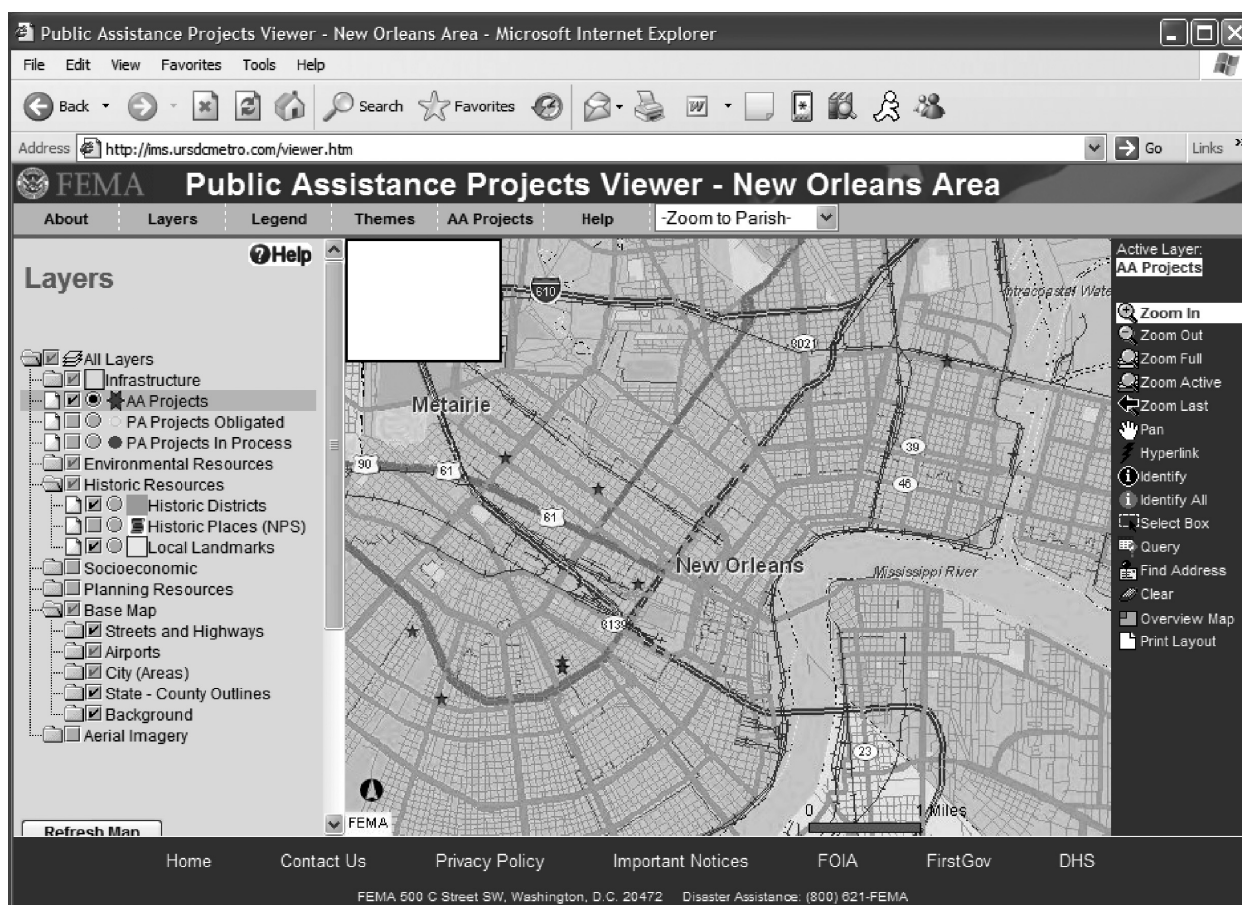 Public Assistance Projects Viewer - New Orleans Area - Microsoft Internet Explorer
File Edit View Favorites Tools Help
Back Search Favorites
Address http://ims.ursdcmetro.com/viewer.htm Go Links »
FEMA Public Assistance Projects Viewer - New Orleans Area
About Layers Legend Themes AA Projects Help -Zoom to Parish-
Help
Layers
All Layers
Infrastructure
AA Projects
PA Projects Obligated
PA Projects In Process
Environmental Resources
Historic Resources
Historic Districts
Historic Places (NPS)
Local Landmarks
Socioeconomic
Planning Resources
Base Map
Streets and Highways
Airports
City (Areas)
State - County Outlines
Background
Aerial Imagery
Refresh Map
610
Intracoastal Wate
8021
Metairie
39
90
61
46
61
New Orleans
Mississippi River
8139
23
0 1 Miles
FEMA
Active Layer:
AA Projects
Zoom In
Zoom Out
Zoom Full
Zoom Active
Zoom Last
Pan
Hyperlink
Identify
Identify All
Select Box
Query
Find Address
Clear
Overview Map
Print Layout
Home Contact Us Privacy Policy Important Notices FOIA FirstGov DHS
FEMA 500 C Street SW, Washington, D.C. 20472 Disaster Assistance: (800) 621-FEMA